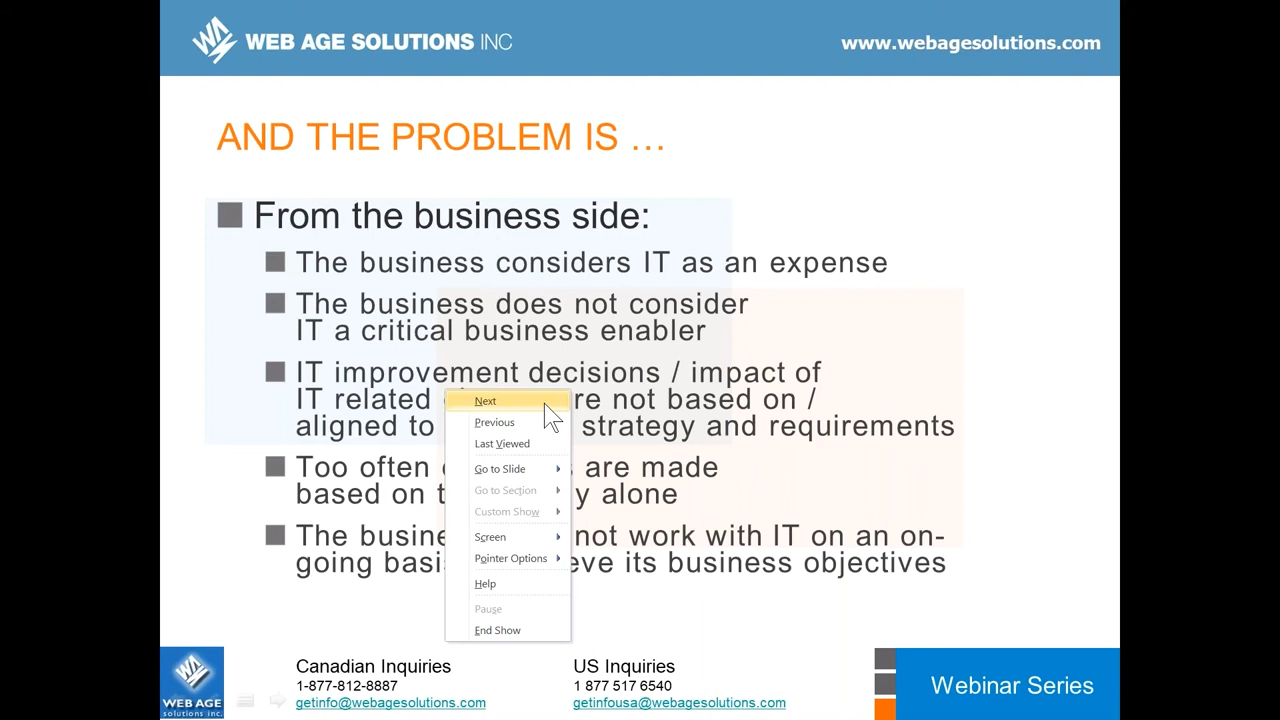 WEB AGE SOLUTIONS INC
www.webagesolutions.com
AND THE PROBLEM IS …
From the business side:
The business considers IT as an expense
The business does not consider
IT a critical business enabler
IT improvement decisions / impact of
IT related re not based on /
aligned to strategy and requirements
Too often are made
based on y alone
The busine not work with IT on an on-
going basi eve its business objectives
Next
Previous
Last Viewed
Go to Slide
Go to Section
Custom Show
Screen
Pointer Options
Help
Pause
End Show
WEB AGE
solutions inc.
Canadian Inquiries
1-877-812-8887
getinfo@webagesolutions.com
US Inquiries
1 877 517 6540
getinfousa@webagesolutions.com
Webinar Series